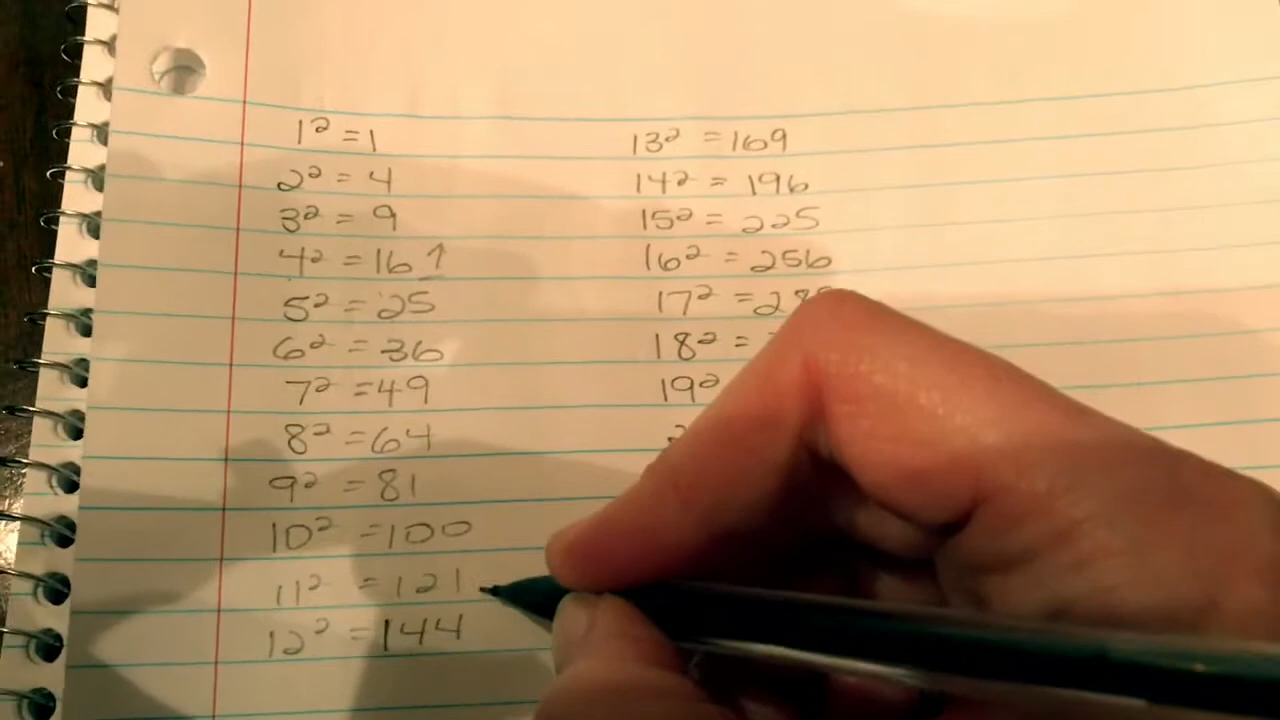 1² = 1
2² = 4
3² = 9
4² = 16 ↑
5² = 25
6² = 36
7² = 49
8² = 64
9² = 81
10² = 100
11² = 121
12² = 144
13² = 169
14² = 196
15² = 225
16² = 256
17² = 28
18² =
19²